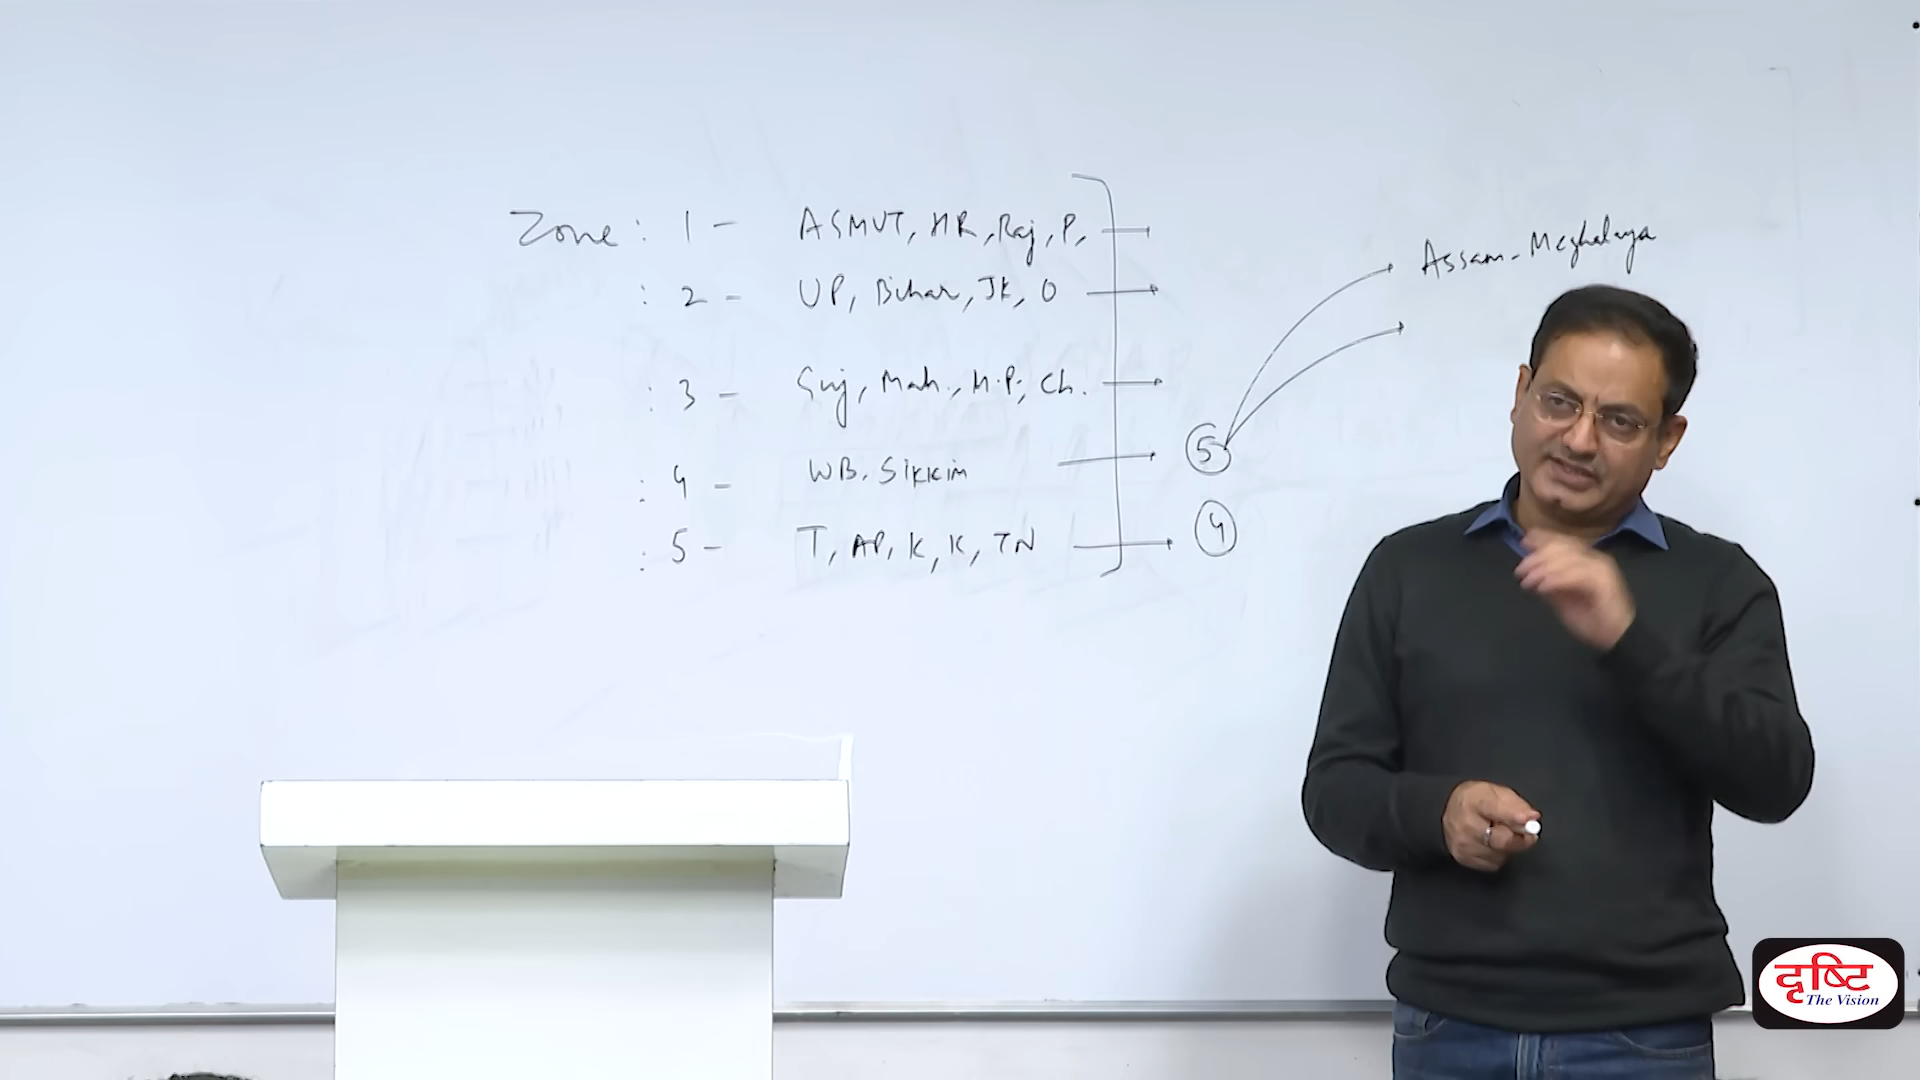 Zone : 1 - ASMUT, HR, Raj, P,
: 2 - UP, Bihar, JK, O
: 3 - Guj, Mah., M.P., Ch.
: 4 - WB. Sikkim
: 5 - T, AP, K, K, TN
5
4
Assam-Meghalaya
दृष्टि
The Vision